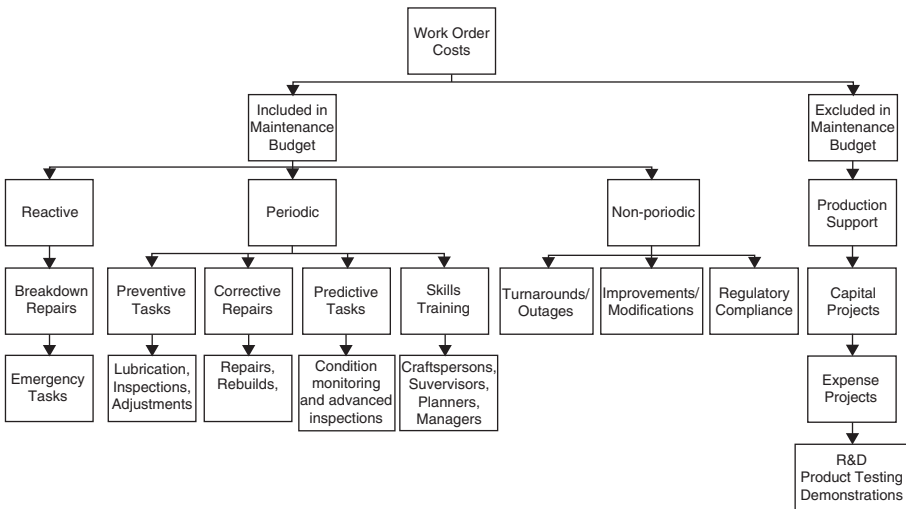 Work Order
Costs
Included in
Maintenance
Budget
Excluded in
Maintenance
Budget
Reactive
Periodic
Non-poriodic
Production
Support
Breakdown
Repairs
Preventive
Tasks
Corrective
Repairs
Predictive
Tasks
Skills
Training
Turnarounds/
Outages
Improvements/
Modifications
Regulatory
Compliance
Capital
Projects
Emergency
Tasks
Lubrication,
Inspections,
Adjustments
Repairs,
Rebuilds,
Condition
monitoring
and advanced
inspections
Craftspersons,
Suvervisors,
Planners,
Managers
Expense
Projects
R&D
Product Testing
Demonstrations